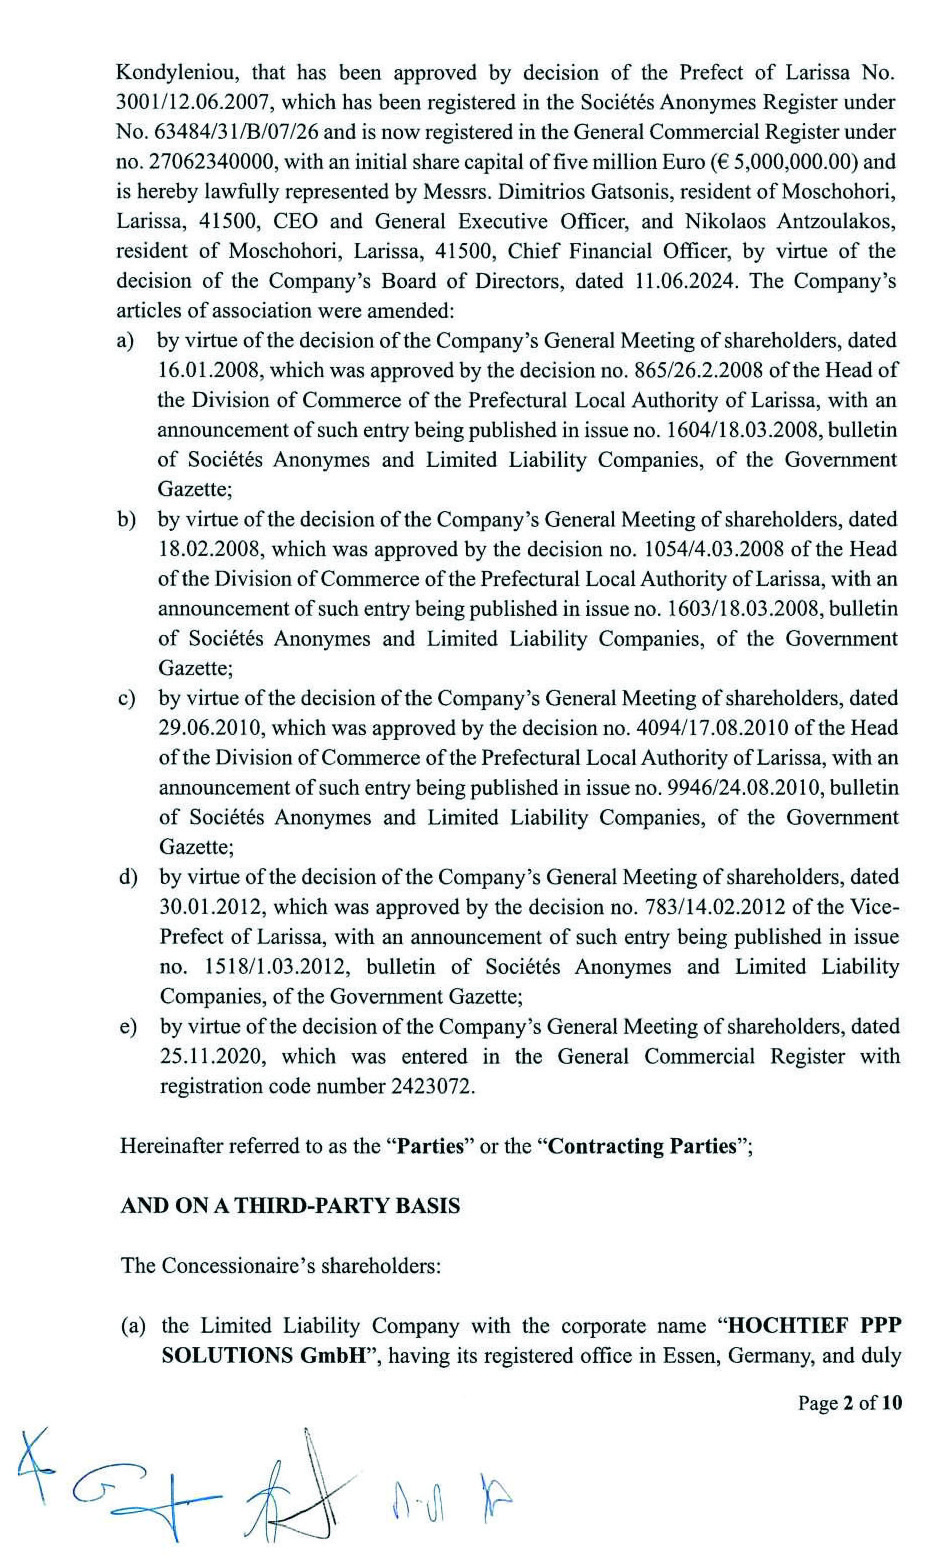 Kondyleniou, that has been approved by decision of the Prefect of Larissa No.
3001/12.06.2007, which has been registered in the Sociétés Anonymes Register under
No. 63484/31/B/07/26 and is now registered in the General Commercial Register under
no. 27062340000, with an initial share capital of five million Euro (€ 5,000,000.00) and
is hereby lawfully represented by Messrs. Dimitrios Gatsonis, resident of Moschohori,
Larissa, 41500, CEO and General Executive Officer, and Nikolaos Antzoulakos,
resident of Moschohori, Larissa, 41500, Chief Financial Officer, by virtue of the
decision of the Company's Board of Directors, dated 11.06.2024. The Company's
articles of association were amended:
a) by virtue of the decision of the Company's General Meeting of shareholders, dated
16.01.2008, which was approved by the decision no. 865/26.2.2008 of the Head of
the Division of Commerce of the Prefectural Local Authority of Larissa, with an
announcement of such entry being published in issue no. 1604/18.03.2008, bulletin
of Sociétés Anonymes and Limited Liability Companies, of the Government
Gazette;
b) by virtue of the decision of the Company's General Meeting of shareholders, dated
18.02.2008, which was approved by the decision no. 1054/4.03.2008 of the Head
of the Division of Commerce of the Prefectural Local Authority of Larissa, with an
announcement of such entry being published in issue no. 1603/18.03.2008, bulletin
of Sociétés Anonymes and Limited Liability Companies, of the Government
Gazette;
c) by virtue of the decision of the Company's General Meeting of shareholders, dated
29.06.2010, which was approved by the decision no. 4094/17.08.2010 of the Head
of the Division of Commerce of the Prefectural Local Authority of Larissa, with an
announcement of such entry being published in issue no. 9946/24.08.2010, bulletin
of Sociétés Anonymes and Limited Liability Companies, of the Government
Gazette;
d) by virtue of the decision of the Company's General Meeting of shareholders, dated
30.01.2012, which was approved by the decision no. 783/14.02.2012 of the Vice-
Prefect of Larissa, with an announcement of such entry being published in issue
no. 1518/1.03.2012, bulletin of Sociétés Anonymes and Limited Liability
Companies, of the Government Gazette;
e) by virtue of the decision of the Company's General Meeting of shareholders, dated
25.11.2020, which was entered in the General Commercial Register with
registration code number 2423072.
Hereinafter referred to as the “Parties” or the “Contracting Parties”;
AND ON A THIRD-PARTY BASIS
The Concessionaire's shareholders:
(a) the Limited Liability Company with the corporate name “HOCHTIEF PPP
SOLUTIONS GmbH”, having its registered office in Essen, Germany, and duly
Page 2 of 10